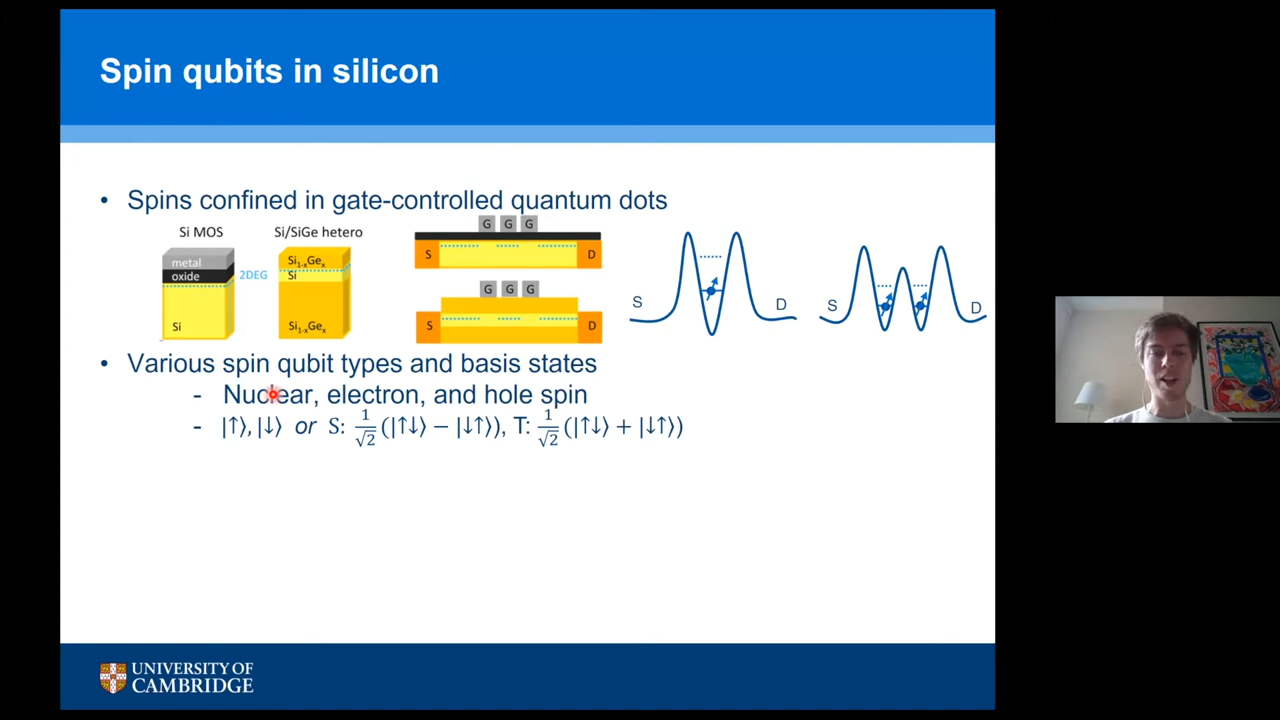 Spin qubits in silicon
• Spins confined in gate-controlled quantum dots
Si MOS
metal
oxide
Si
2DEG
Si/SiGe hetero
Si₁₋ₓGeₓ
Si
Si₁₋ₓGeₓ
G G G
S D
G G G
S D
S D
S D
• Various spin qubit types and basis states
- Nuclear, electron, and hole spin
- |↑⟩, |↓⟩ or S: 1/√2 (|↑↓⟩ − |↓↑⟩), T: 1/√2 (|↑↓⟩ + |↓↑⟩)
UNIVERSITY OF
CAMBRIDGE